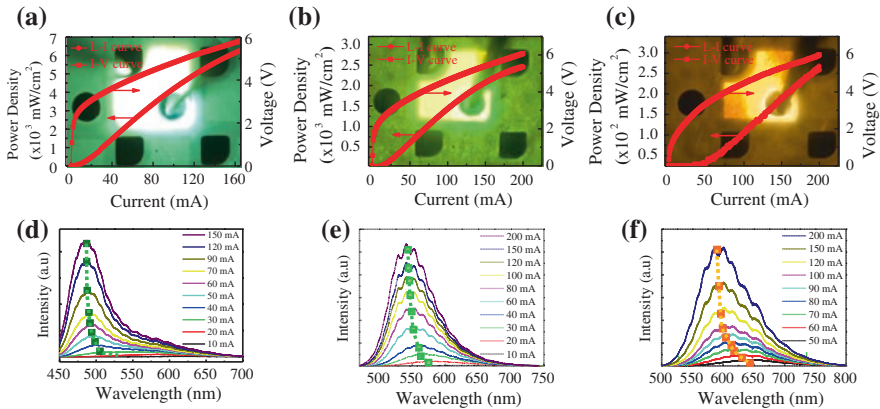 (a)
Power Density
(x10³ mW/cm²)
7
6
5
4
3
2
1
0
L-I curve
I-V curve
6
4
2
0
Voltage (V)
0 40 80 120 160
Current (mA)
(b)
Power Density
(x10³ mW/cm²)
3.0
2.5
2.0
1.5
1.0
0.5
L-I curve
I-V curve
6
4
2
0
Voltage (V)
0 50 100 150 200
Current (mA)
(c)
Power Density
(x10⁻² mW/cm²)
3.0
2.5
2.0
1.5
1.0
0.5
L-I curve
I-V curve
6
4
2
0
Voltage (V)
0 50 100 150 200
Current (mA)
(d)
Intensity (a.u)
150 mA
120 mA
90 mA
70 mA
60 mA
50 mA
40 mA
30 mA
20 mA
10 mA
450 500 550 600 650 700
Wavelength (nm)
(e)
Intensity (a.u)
200 mA
150 mA
120 mA
100 mA
80 mA
60 mA
40 mA
30 mA
20 mA
10 mA
500 550 600 650 700 750
Wavelength (nm)
(f)
Intensity (a.u)
200 mA
150 mA
120 mA
100 mA
90 mA
80 mA
70 mA
60 mA
50 mA
500 550 600 650 700 750 800
Wavelength (nm)